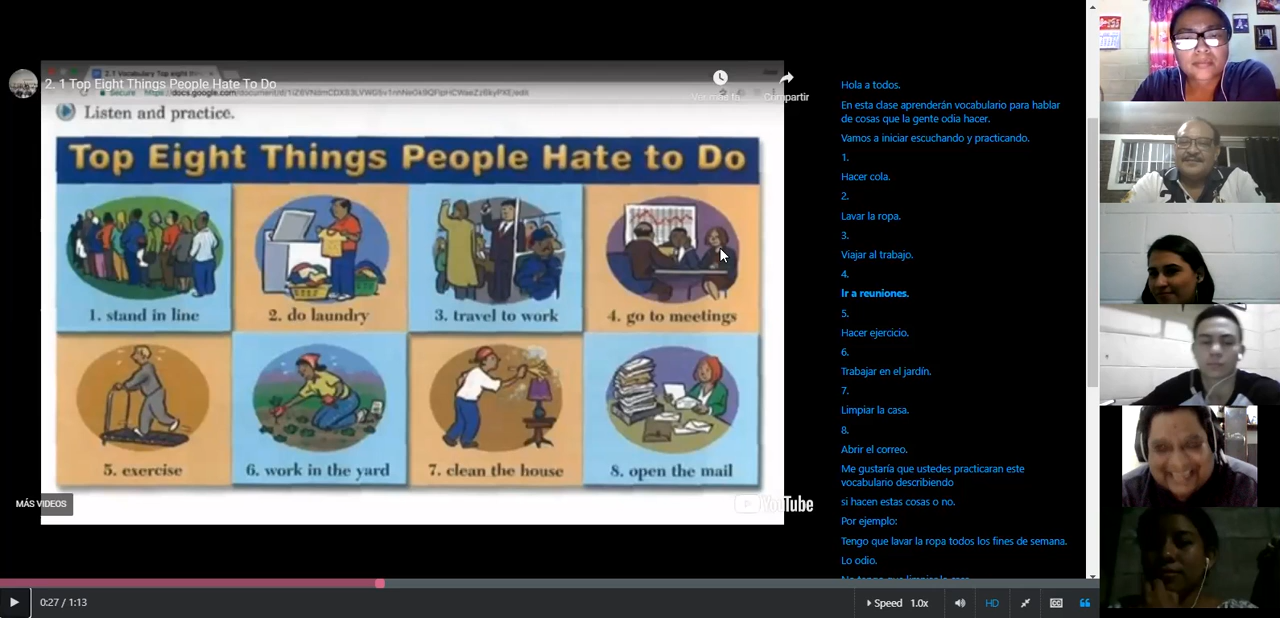 2. 1 Top Eight Things People Hate To Do
Compartir
Listen and practice.
Top Eight Things People Hate to Do
1. stand in line
2. do laundry
3. travel to work
4. go to meetings
5. exercise
6. work in the yard
7. clean the house
8. open the mail
MÁS VIDEOS
YouTube
Hola a todos.
En esta clase aprenderán vocabulario para hablar
de cosas que la gente odia hacer.
Vamos a iniciar escuchando y practicando.
1.
Hacer cola.
2.
Lavar la ropa.
3.
Viajar al trabajo.
4.
Ir a reuniones.
5.
Hacer ejercicio.
6.
Trabajar en el jardín.
7.
Limpiar la casa.
8.
Abrir el correo.
Me gustaría que ustedes practicaran este
vocabulario describiendo
si hacen estas cosas o no.
Por ejemplo:
Tengo que lavar la ropa todos los fines de semana.
Lo odio.
0:27 / 1:13
Speed 1.0x
HD